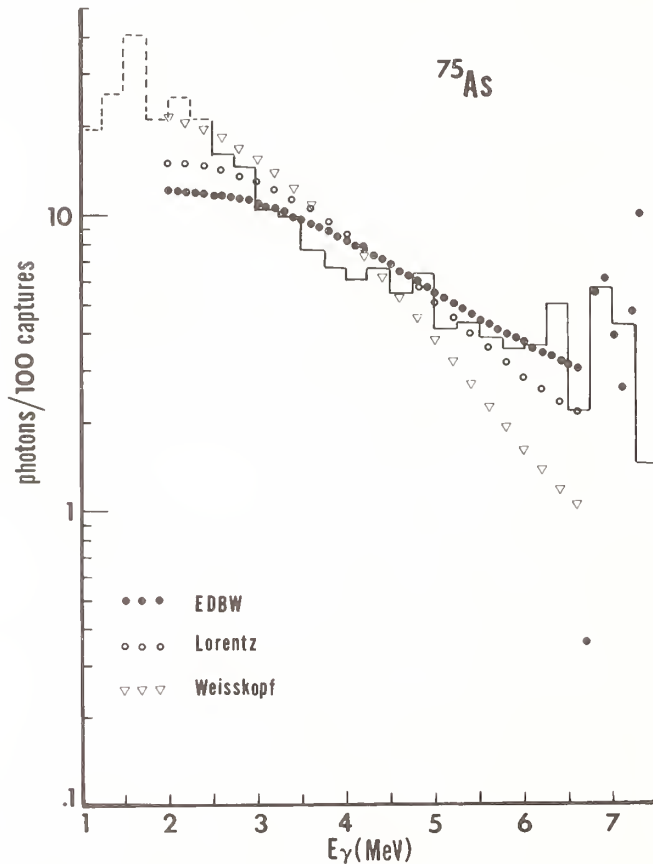 75As
10
1
.1
photons/100 captures
EDBW
Lorentz
Weisskopf
1 2 3 4 5 6 7
Eγ(MeV)